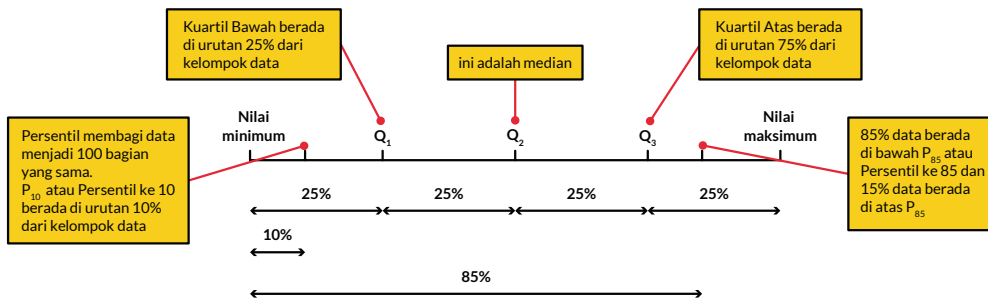 Kuartil Bawah berada
di urutan 25% dari
kelompok data
ini adalah median
Kuartil Atas berada
di urutan 75% dari
kelompok data
Nilai
minimum
Q₁
Q₂
Q₃
Nilai
maksimum
Persentil membagi data
menjadi 100 bagian
yang sama.
P₁₀ atau Persentil ke 10
berada di urutan 10%
dari kelompok data
85% data berada
di bawah P₈₅ atau
Persentil ke 85 dan
15% data berada
di atas P₈₅
25%
25%
25%
25%
10%
85%